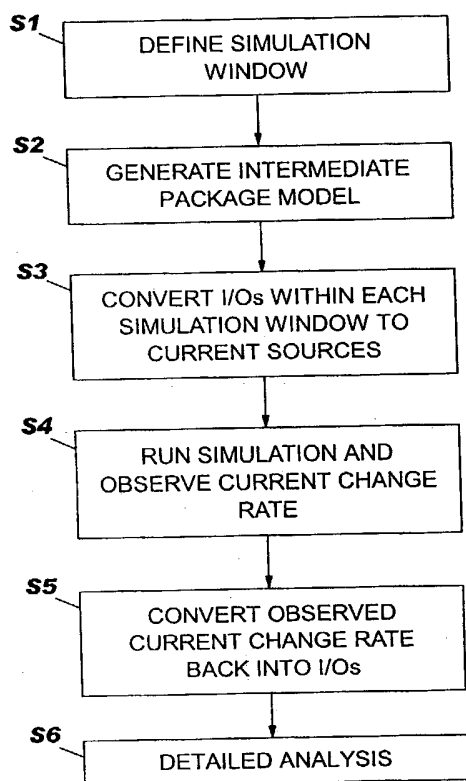 S1
DEFINE SIMULATION
WINDOW
S2
GENERATE INTERMEDIATE
PACKAGE MODEL
S3
CONVERT I/Os WITHIN EACH
SIMULATION WINDOW TO
CURRENT SOURCES
S4
RUN SIMULATION AND
OBSERVE CURRENT CHANGE
RATE
S5
CONVERT OBSERVED
CURRENT CHANGE RATE
BACK INTO I/Os
S6
DETAILED ANALYSIS